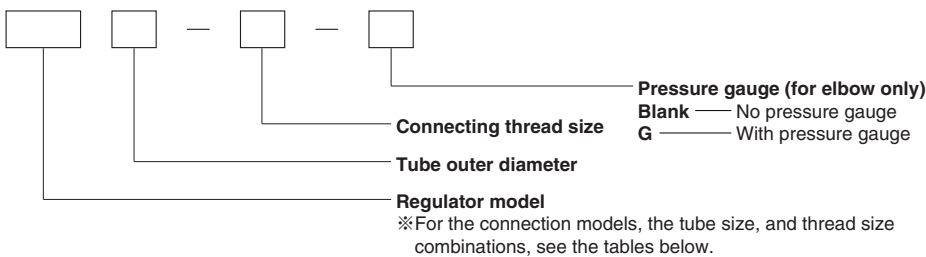 Pressure gauge (for elbow only)
Blank No pressure gauge
G With pressure gauge
Connecting thread size
Tube outer diameter
Regulator model
※For the connection models, the tube size, and thread size
combinations, see the tables below.